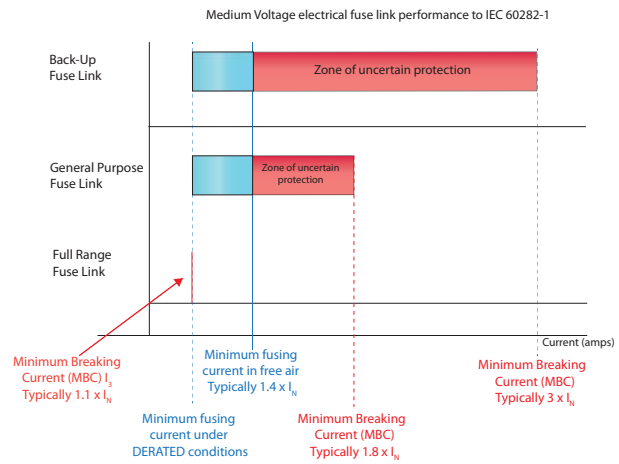 Medium Voltage electrical fuse link performance to IEC 60282-1
Back-Up
Fuse Link
Zone of uncertain protection
General Purpose
Fuse Link
Zone of uncertain
protection
Full Range
Fuse Link
Current (amps)
Minimum Breaking
Current (MBC) I3
Typically 1.1 x IN
Minimum fusing
current in free air
Typically 1.4 x IN
Minimum Breaking
Current (MBC)
Typically 3 x IN
Minimum fusing
current under
DERATED conditions
Minimum Breaking
Current (MBC)
Typically 1.8 x IN